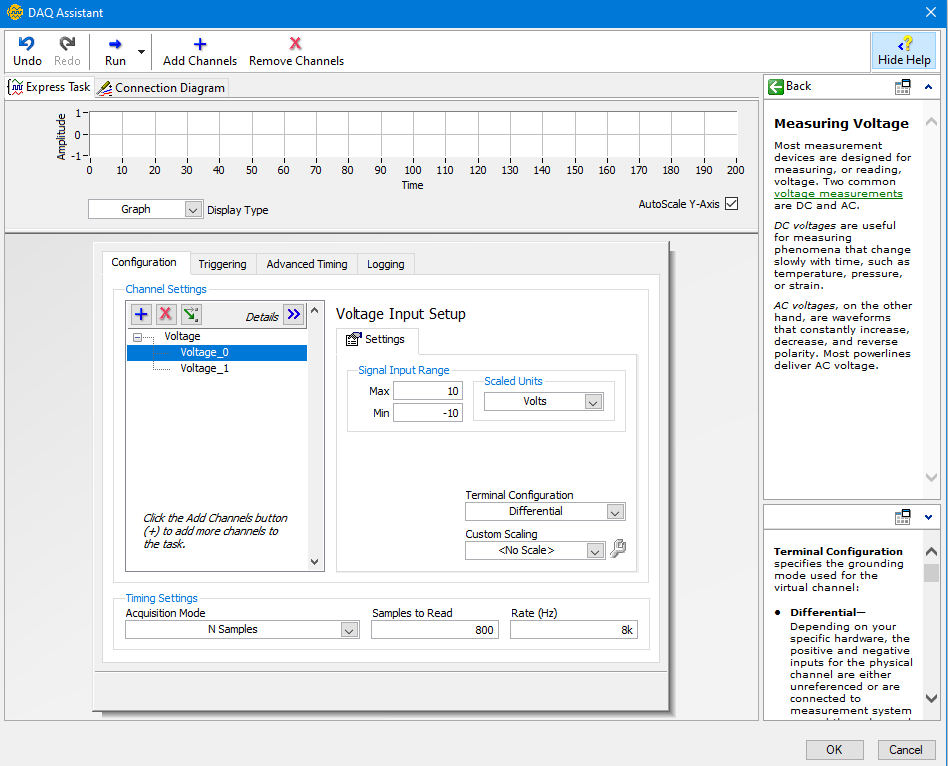 DAQ Assistant
Undo Redo Run Add Channels Remove Channels Hide Help
Express Task Connection Diagram
Amplitude
1
0
-1
0 10 20 30 40 50 60 70 80 90 100 110 120 130 140 150 160 170 180 190 200
Time
Graph Display Type AutoScale Y-Axis
Configuration Triggering Advanced Timing Logging
Channel Settings
Details
Voltage
Voltage_0
Voltage_1
Click the Add Channels button
(+) to add more channels to
the task.
Voltage Input Setup
Settings
Signal Input Range
Max 10
Min -10
Scaled Units
Volts
Terminal Configuration
Differential
Custom Scaling
<No Scale>
Timing Settings
Acquisition Mode Samples to Read Rate (Hz)
N Samples 800 8k
Back
Measuring Voltage
Most measurement
devices are designed for
measuring, or reading,
voltage. Two common
voltage measurements
are DC and AC.
DC voltages are useful
for measuring
phenomena that change
slowly with time, such as
temperature, pressure,
or strain.
AC voltages, on the other
hand, are waveforms
that constantly increase,
decrease, and reverse
polarity. Most powerlines
deliver AC voltage.
Terminal Configuration
specifies the grounding
mode used for the
virtual channel:
• Differential—
Depending on your
specific hardware, the
positive and negative
inputs for the physical
channel are either
unreferenced or are
connected to
measurement system
OK Cancel